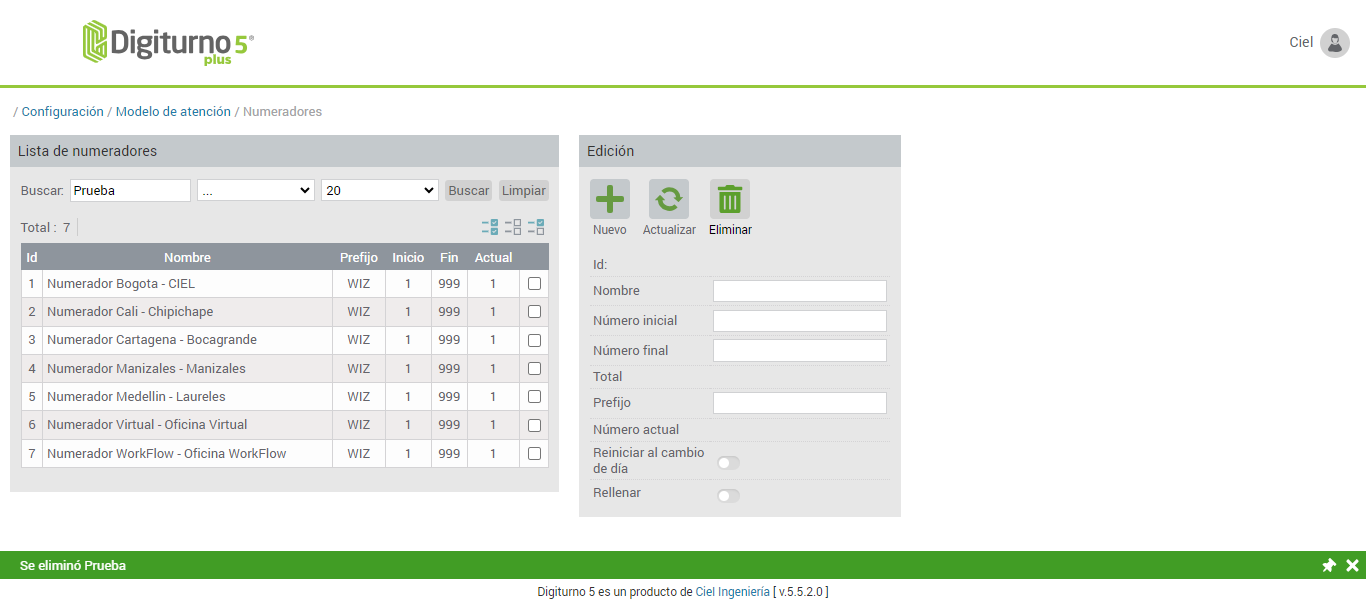 Digiturno 5®
plus
Ciel
/ Configuración / Modelo de atención / Numeradores
Lista de numeradores
Buscar: Prueba ... 20 Buscar Limpiar
Total : 7
Id Nombre Prefijo Inicio Fin Actual
1 Numerador Bogota - CIEL WIZ 1 999 1
2 Numerador Cali - Chipichape WIZ 1 999 1
3 Numerador Cartagena - Bocagrande WIZ 1 999 1
4 Numerador Manizales - Manizales WIZ 1 999 1
5 Numerador Medellin - Laureles WIZ 1 999 1
6 Numerador Virtual - Oficina Virtual WIZ 1 999 1
7 Numerador WorkFlow - Oficina WorkFlow WIZ 1 999 1
Edición
Nuevo Actualizar Eliminar
Id:
Nombre
Número inicial
Número final
Total
Prefijo
Número actual
Reiniciar al cambio
de día
Rellenar
Se eliminó Prueba
Digiturno 5 es un producto de Ciel Ingeniería [ v.5.5.2.0 ]